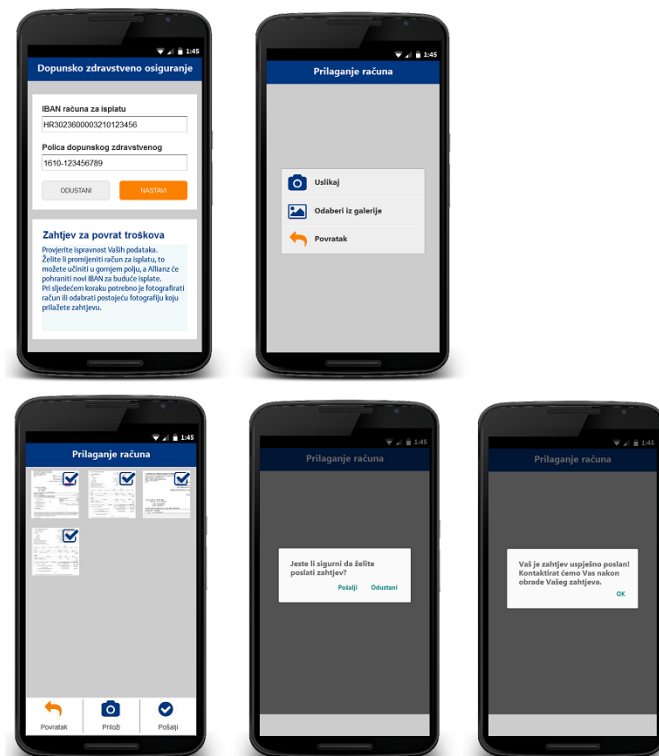 1:45
Dopunsko zdravstveno osiguranje
IBAN računa za isplatu
HR3023600003210123456
Polica dopunskog zdravstvenog
1610-123456789
ODUSTANI
NASTAVI
Zahtjev za povrat troškova
Provjerite ispravnost Vaših podataka.
Želite li promijeniti račun za isplatu, to
možete učiniti u gornjem polju, a Allianz će
pohraniti novi IBAN za buduće isplate.
Pri sljedećem koraku potrebno je fotografirati
račun ili odabrati postojeću fotografiju koju
prilažete zahtjevu.
1:45
Prilaganje računa
Uslikaj
Odaberi iz galerije
Povratak
1:45
Prilaganje računa
Povratak
Priloži
Pošalji
1:45
Prilaganje računa
Jeste li sigurni da želite
poslati zahtjev?
Pošalji
Odustani
1:45
Prilaganje računa
Vaš je zahtjev uspješno poslan!
Kontaktirat ćemo Vas nakon
obrade Vašeg zahtjeva.
OK